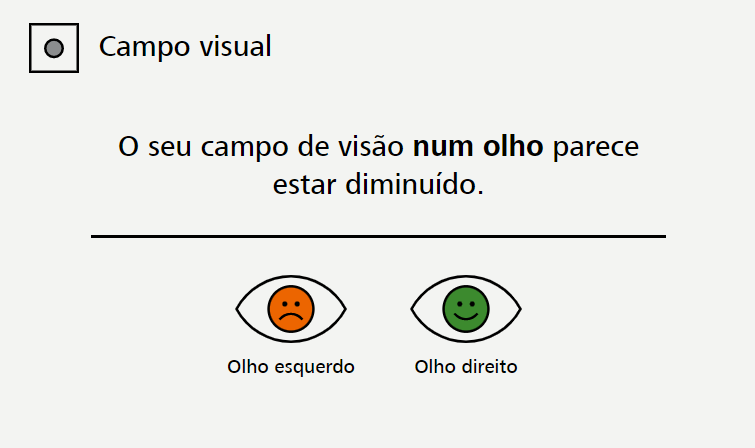 Campo visual
O seu campo de visão num olho parece
estar diminuído.
Olho esquerdo
Olho direito